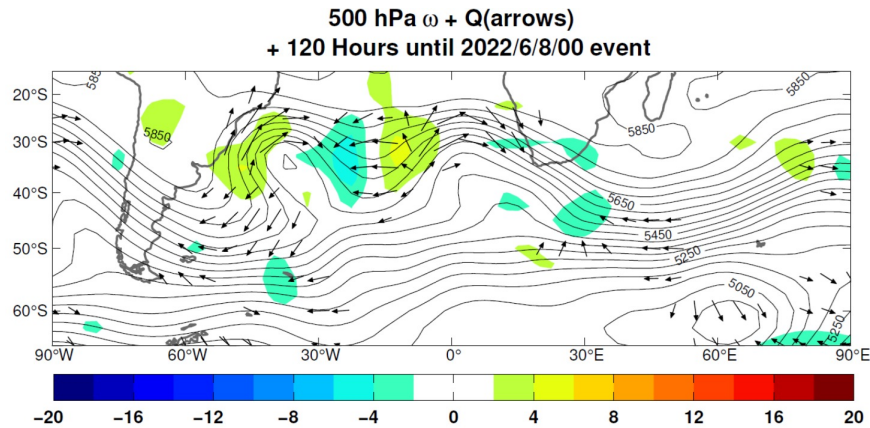 500 hPa ω + Q(arrows)
+ 120 Hours until 2022/6/8/00 event
5850
5850
5850
5850
5650
5450
5250
5050
5250
20°S
30°S
40°S
50°S
60°S
90°W 60°W 30°W 0° 30°E 60°E 90°E
−20 −16 −12 −8 −4 0 4 8 12 16 20